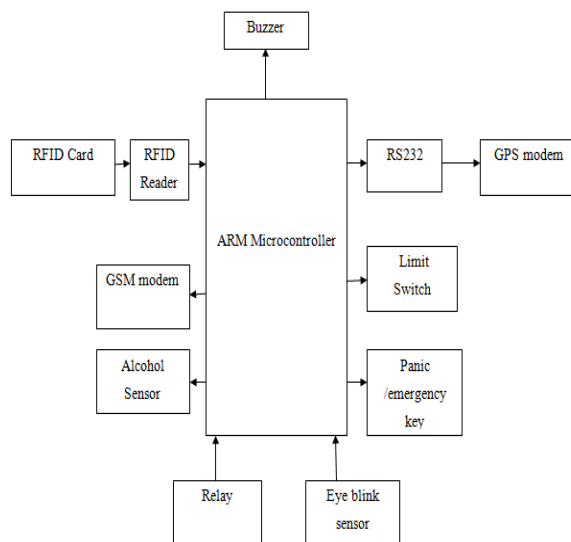 Buzzer
RFID Card
RFID
Reader
RS232
GPS modem
ARM Microcontroller
GSM modem
Limit
Switch
Alcohol
Sensor
Panic
/emergency
key
Relay
Eye blink
sensor